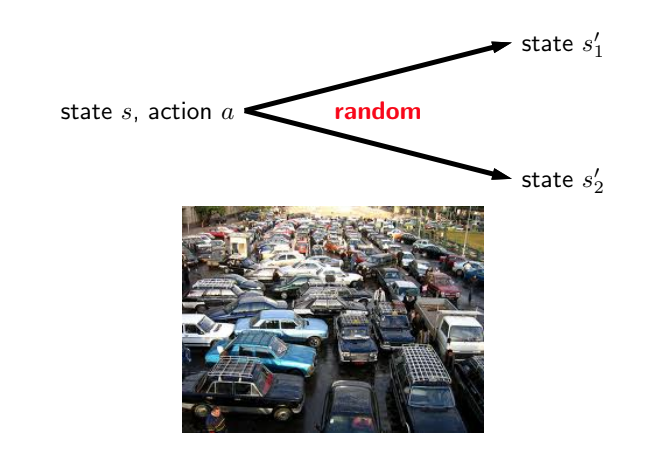 state s′₁
state s, action a
random
state s′₂